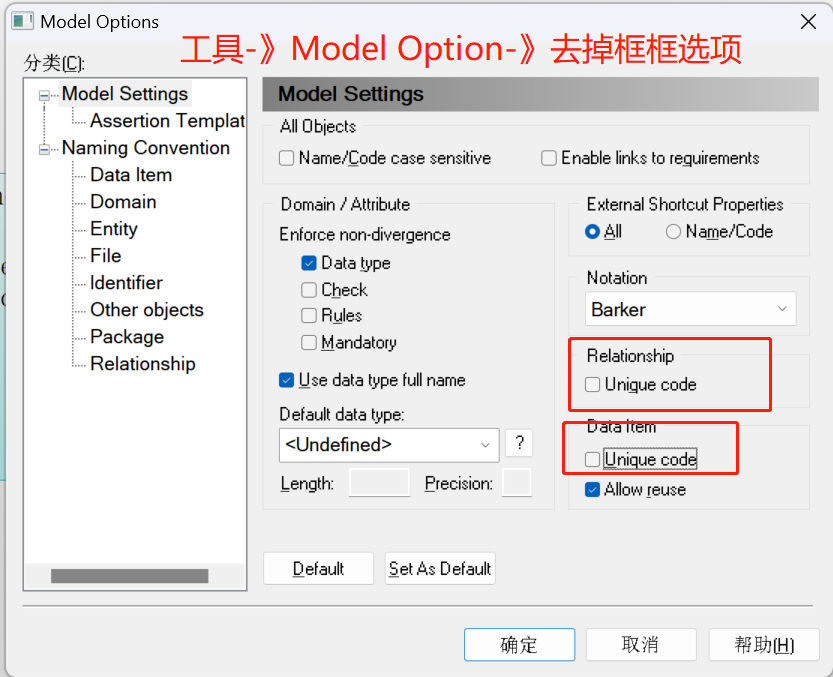 Model Options
工具-》Model Option-》去掉框框选项
分类(C):
Model Settings
Assertion Templat
Naming Convention
Data Item
Domain
Entity
File
Identifier
Other objects
Package
Relationship
Model Settings
All Objects
Name/Code case sensitive
Enable links to requirements
Domain / Attribute
Enforce non-divergence
Data type
Check
Rules
Mandatory
Use data type full name
Default data type:
<Undefined>
?
Length:
Precision:
External Shortcut Properties
All
Name/Code
Notation
Barker
Relationship
Unique code
Data Item
Unique code
Allow reuse
Default
Set As Default
确定
取消
帮助(H)